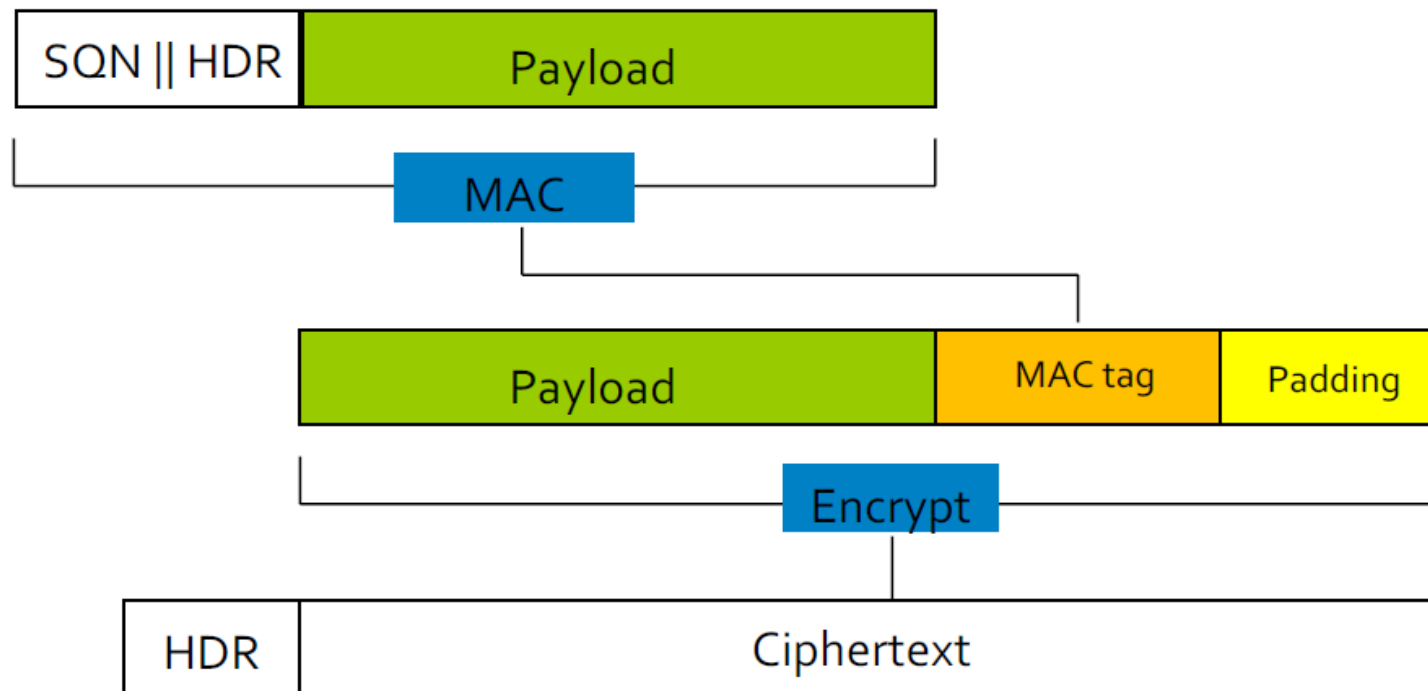 SQN || HDR
Payload
MAC
Payload
MAC tag
Padding
Encrypt
HDR
Ciphertext